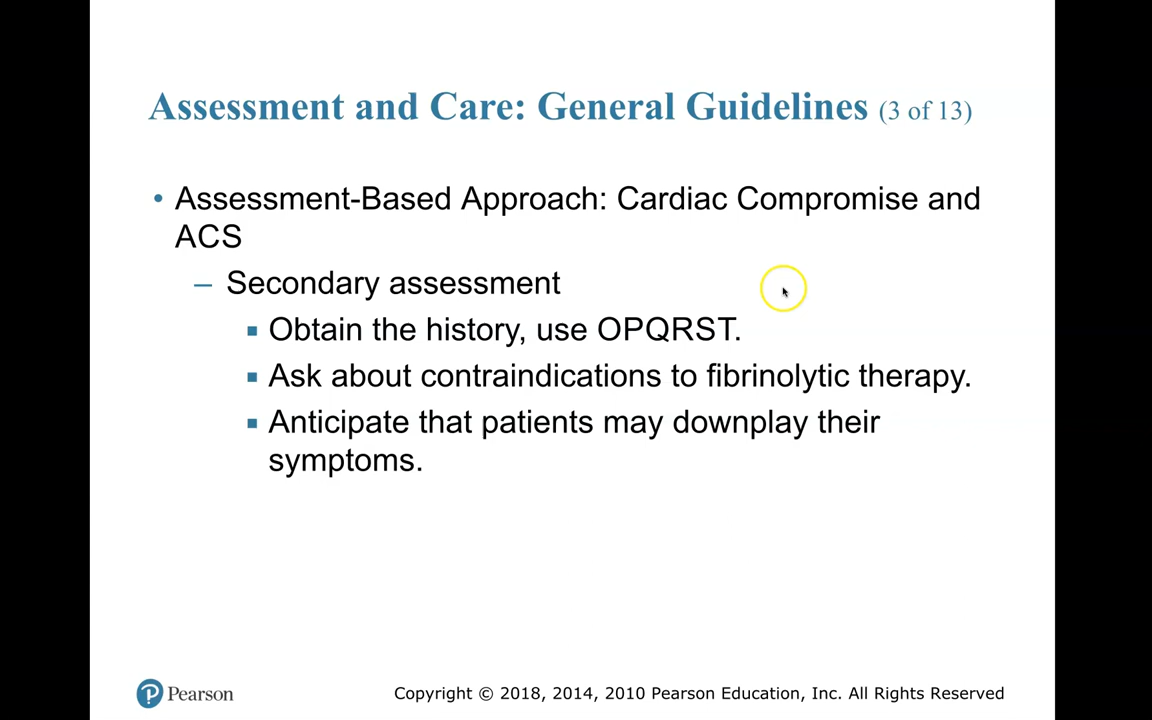 Assessment and Care: General Guidelines (3 of 13)
• Assessment-Based Approach: Cardiac Compromise and
ACS
– Secondary assessment
▪ Obtain the history, use OPQRST.
▪ Ask about contraindications to fibrinolytic therapy.
▪ Anticipate that patients may downplay their
symptoms.
P Pearson
Copyright © 2018, 2014, 2010 Pearson Education, Inc. All Rights Reserved